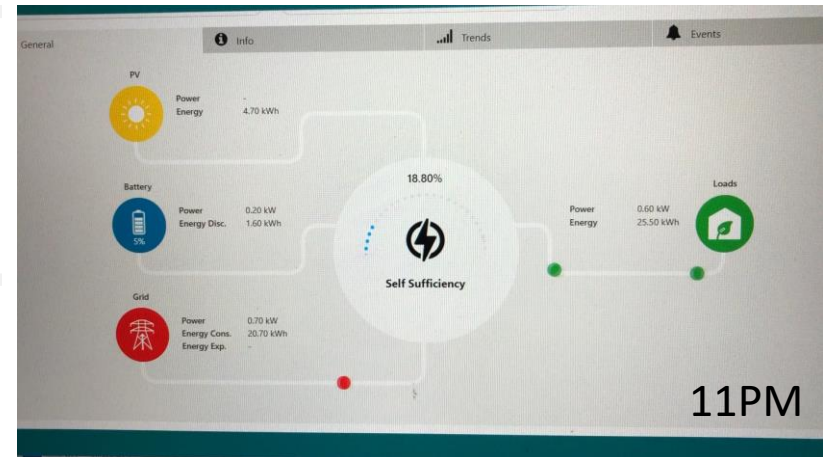 General
Info
Trends
Events
PV
Power -
Energy 4.70 kWh
Battery
5%
Power 0.20 kW
Energy Disc. 1.60 kWh
Grid
Power 0.70 kW
Energy Cons. 20.70 kWh
Energy Exp. -
18.80%
Self Sufficiency
Loads
Power 0.60 kW
Energy 25.50 kWh
11PM